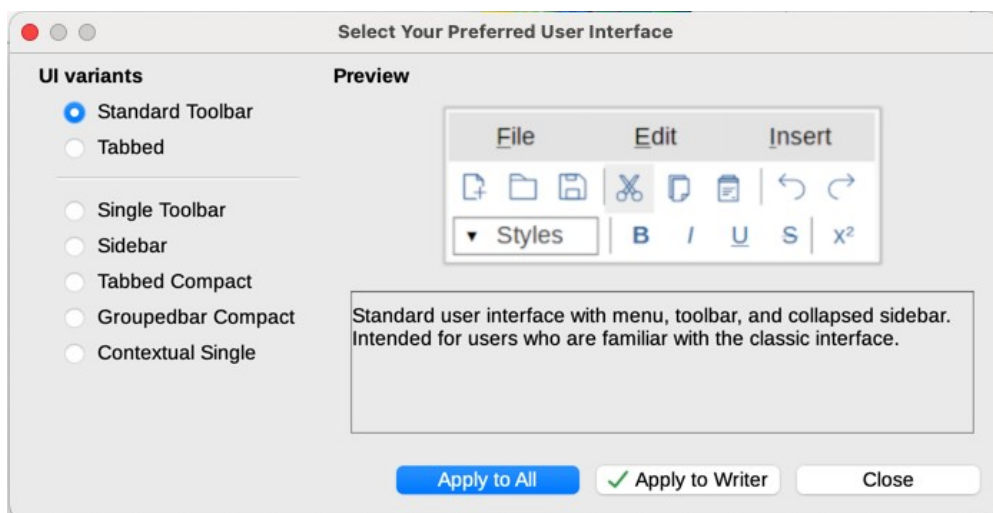 Select Your Preferred User Interface
UI variants
Standard Toolbar
Tabbed
Single Toolbar
Sidebar
Tabbed Compact
Groupedbar Compact
Contextual Single
Preview
File Edit Insert
Styles B I U S x²
Standard user interface with menu, toolbar, and collapsed sidebar.
Intended for users who are familiar with the classic interface.
Apply to All Apply to Writer Close